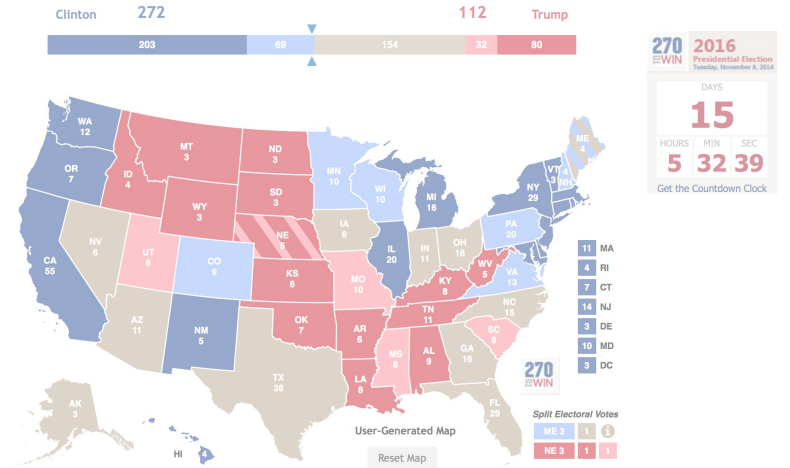 Clinton 272 112 Trump
203 69 154 32 80
270
TO WIN
2016
Presidential Election
Tuesday, November 8, 2016
DAYS
15
HOURS MIN SEC
5 32 39
Get the Countdown Clock
WA
12
OR
7
CA
55
NV
6
ID
4
MT
3
WY
3
UT
6
AZ
11
CO
9
NM
5
ND
3
SD
3
NE
5
KS
6
OK
7
TX
38
MN
10
IA
6
MO
10
AR
6
LA
8
WI
10
IL
20
MI
16
IN
11
OH
18
KY
8
TN
11
MS
6
AL
9
GA
16
FL
29
SC
9
NC
15
VA
13
WV
5
PA
20
NY
29
VT
3
4
NH
ME
4
AK
3
HI
4
11 MA
4 RI
7 CT
14 NJ
3 DE
10 MD
3 DC
270
TO WIN
Split Electoral Votes
ME 3 1 i
NE 3 1 1
User-Generated Map
Reset Map